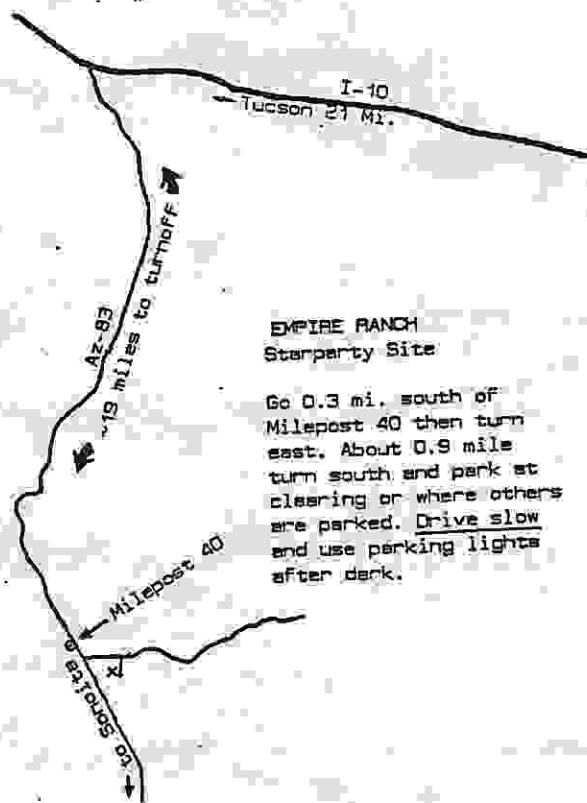 I-10
Tucson 21 Mi.
Az-83
~19 miles to turnoff
EMPIRE RANCH
Starparty Site
Go 0.3 mi. south of
Milepost 40 then turn
east. About 0.9 mile
turn south and park at
clearing or where others
are parked. Drive slow
and use parking lights
after dark.
Milepost 40
X
to Sonoita